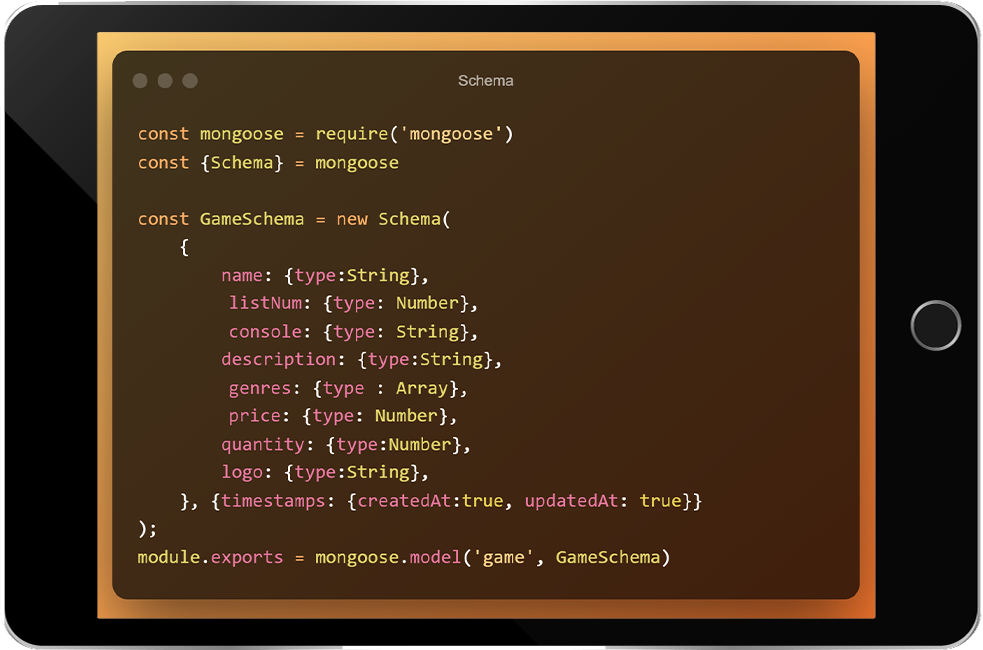 Schema
const mongoose = require('mongoose')
const {Schema} = mongoose
const GameSchema = new Schema(
{
name: {type:String},
listNum: {type: Number},
console: {type: String},
description: {type:String},
genres: {type : Array},
price: {type: Number},
quantity: {type:Number},
logo: {type:String},
}, {timestamps: {createdAt:true, updatedAt: true}}
);
module.exports = mongoose.model('game', GameSchema)